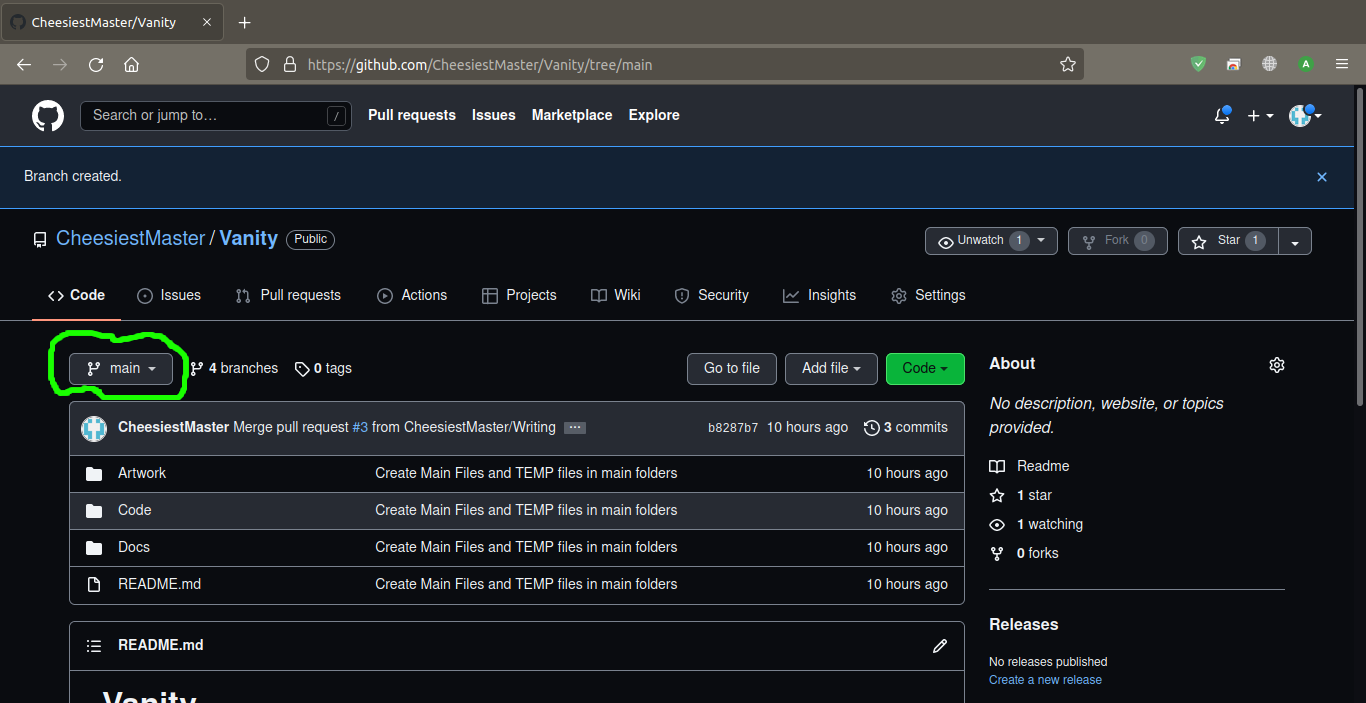 CheesiestMaster/Vanity
https://github.com/CheesiestMaster/Vanity/tree/main
A
Search or jump to… /
Pull requests Issues Marketplace Explore
Branch created.
CheesiestMaster / Vanity Public
Unwatch 1 Fork 0 Star 1
Code Issues Pull requests Actions Projects Wiki Security Insights Settings
main 4 branches 0 tags Go to file Add file Code
CheesiestMaster Merge pull request #3 from CheesiestMaster/Writing ... b8287b7 10 hours ago 3 commits
Artwork Create Main Files and TEMP files in main folders 10 hours ago
Code Create Main Files and TEMP files in main folders 10 hours ago
Docs Create Main Files and TEMP files in main folders 10 hours ago
README.md Create Main Files and TEMP files in main folders 10 hours ago
README.md
Vanity
About
No description, website, or topics
provided.
Readme
1 star
1 watching
0 forks
Releases
No releases published
Create a new release